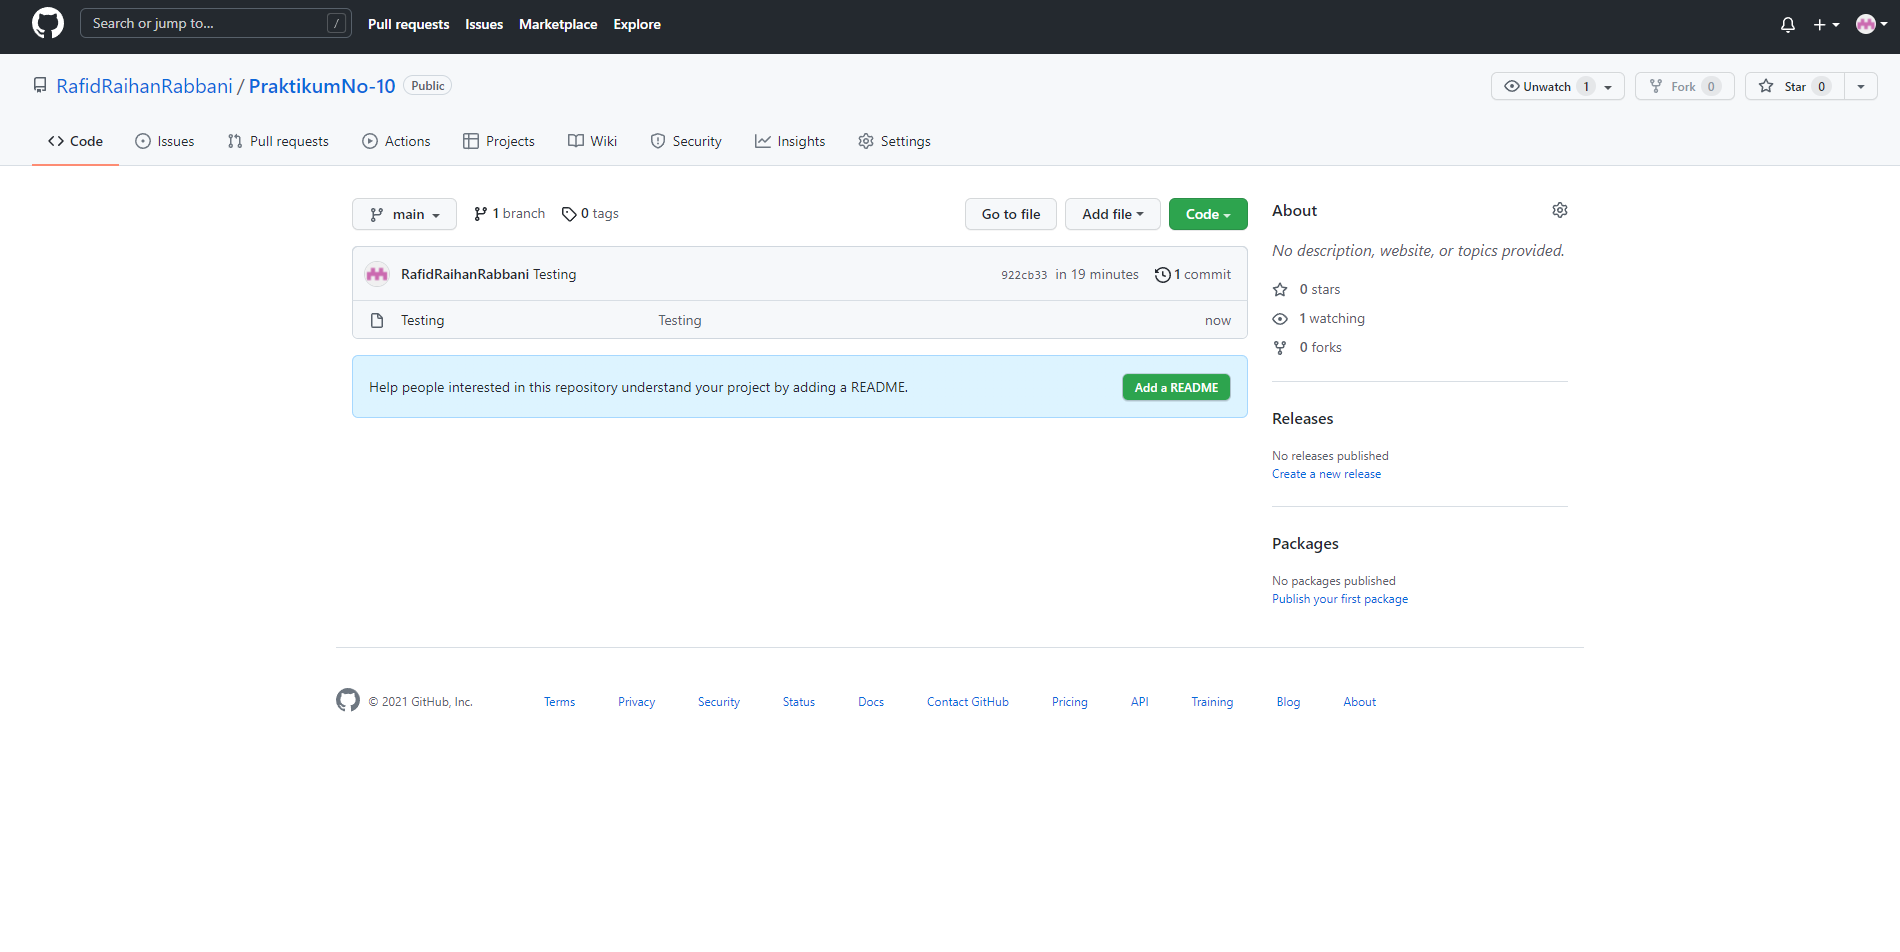 Search or jump to... /
Pull requests Issues Marketplace Explore
RafidRaihanRabbani / PraktikumNo-10 Public
Unwatch 1 Fork 0 Star 0
Code Issues Pull requests Actions Projects Wiki Security Insights Settings
main 1 branch 0 tags Go to file Add file Code
RafidRaihanRabbani Testing 922cb33 in 19 minutes 1 commit
Testing Testing now
Help people interested in this repository understand your project by adding a README. Add a README
About
No description, website, or topics provided.
0 stars
1 watching
0 forks
Releases
No releases published
Create a new release
Packages
No packages published
Publish your first package
© 2021 GitHub, Inc. Terms Privacy Security Status Docs Contact GitHub Pricing API Training Blog About